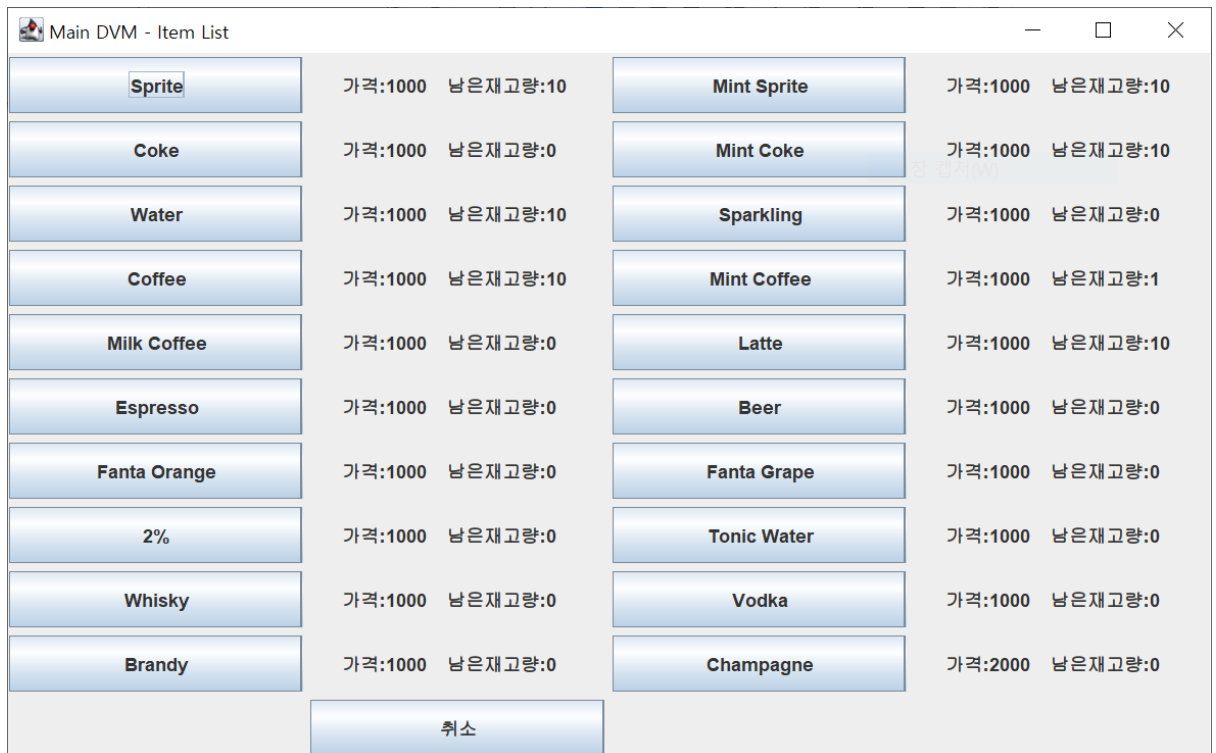 Main DVM - Item List
Sprite 가격:1000 남은재고량:10 Mint Sprite 가격:1000 남은재고량:10
Coke 가격:1000 남은재고량:0 Mint Coke 가격:1000 남은재고량:10
Water 가격:1000 남은재고량:10 Sparkling 가격:1000 남은재고량:0
Coffee 가격:1000 남은재고량:10 Mint Coffee 가격:1000 남은재고량:1
Milk Coffee 가격:1000 남은재고량:0 Latte 가격:1000 남은재고량:10
Espresso 가격:1000 남은재고량:0 Beer 가격:1000 남은재고량:0
Fanta Orange 가격:1000 남은재고량:0 Fanta Grape 가격:1000 남은재고량:0
2% 가격:1000 남은재고량:0 Tonic Water 가격:1000 남은재고량:0
Whisky 가격:1000 남은재고량:0 Vodka 가격:1000 남은재고량:0
Brandy 가격:1000 남은재고량:0 Champagne 가격:2000 남은재고량:0
취소